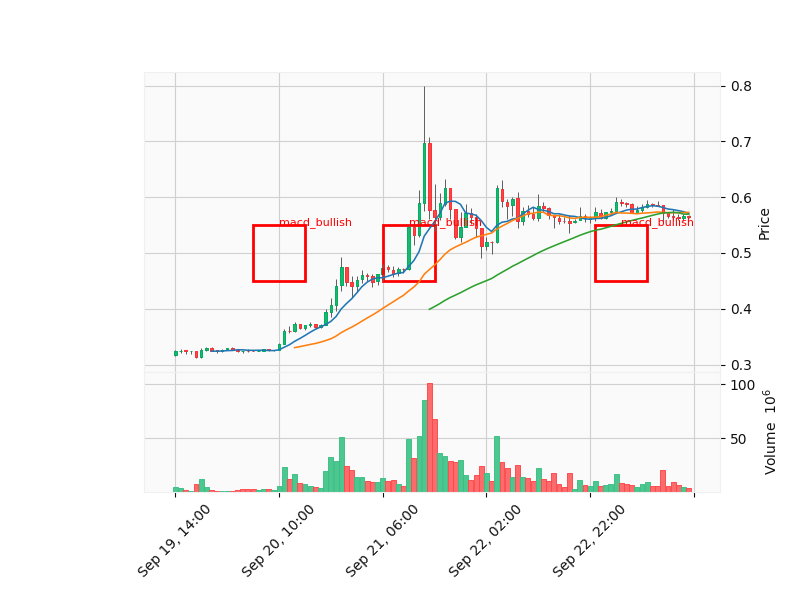 0.8
0.7
0.6
0.5
0.4
0.3
Price
macd_bullish
macd_bullish
macd_bullish
100
50
Volume 10^6
Sep 19, 14:00
Sep 20, 10:00
Sep 21, 06:00
Sep 22, 02:00
Sep 22, 22:00